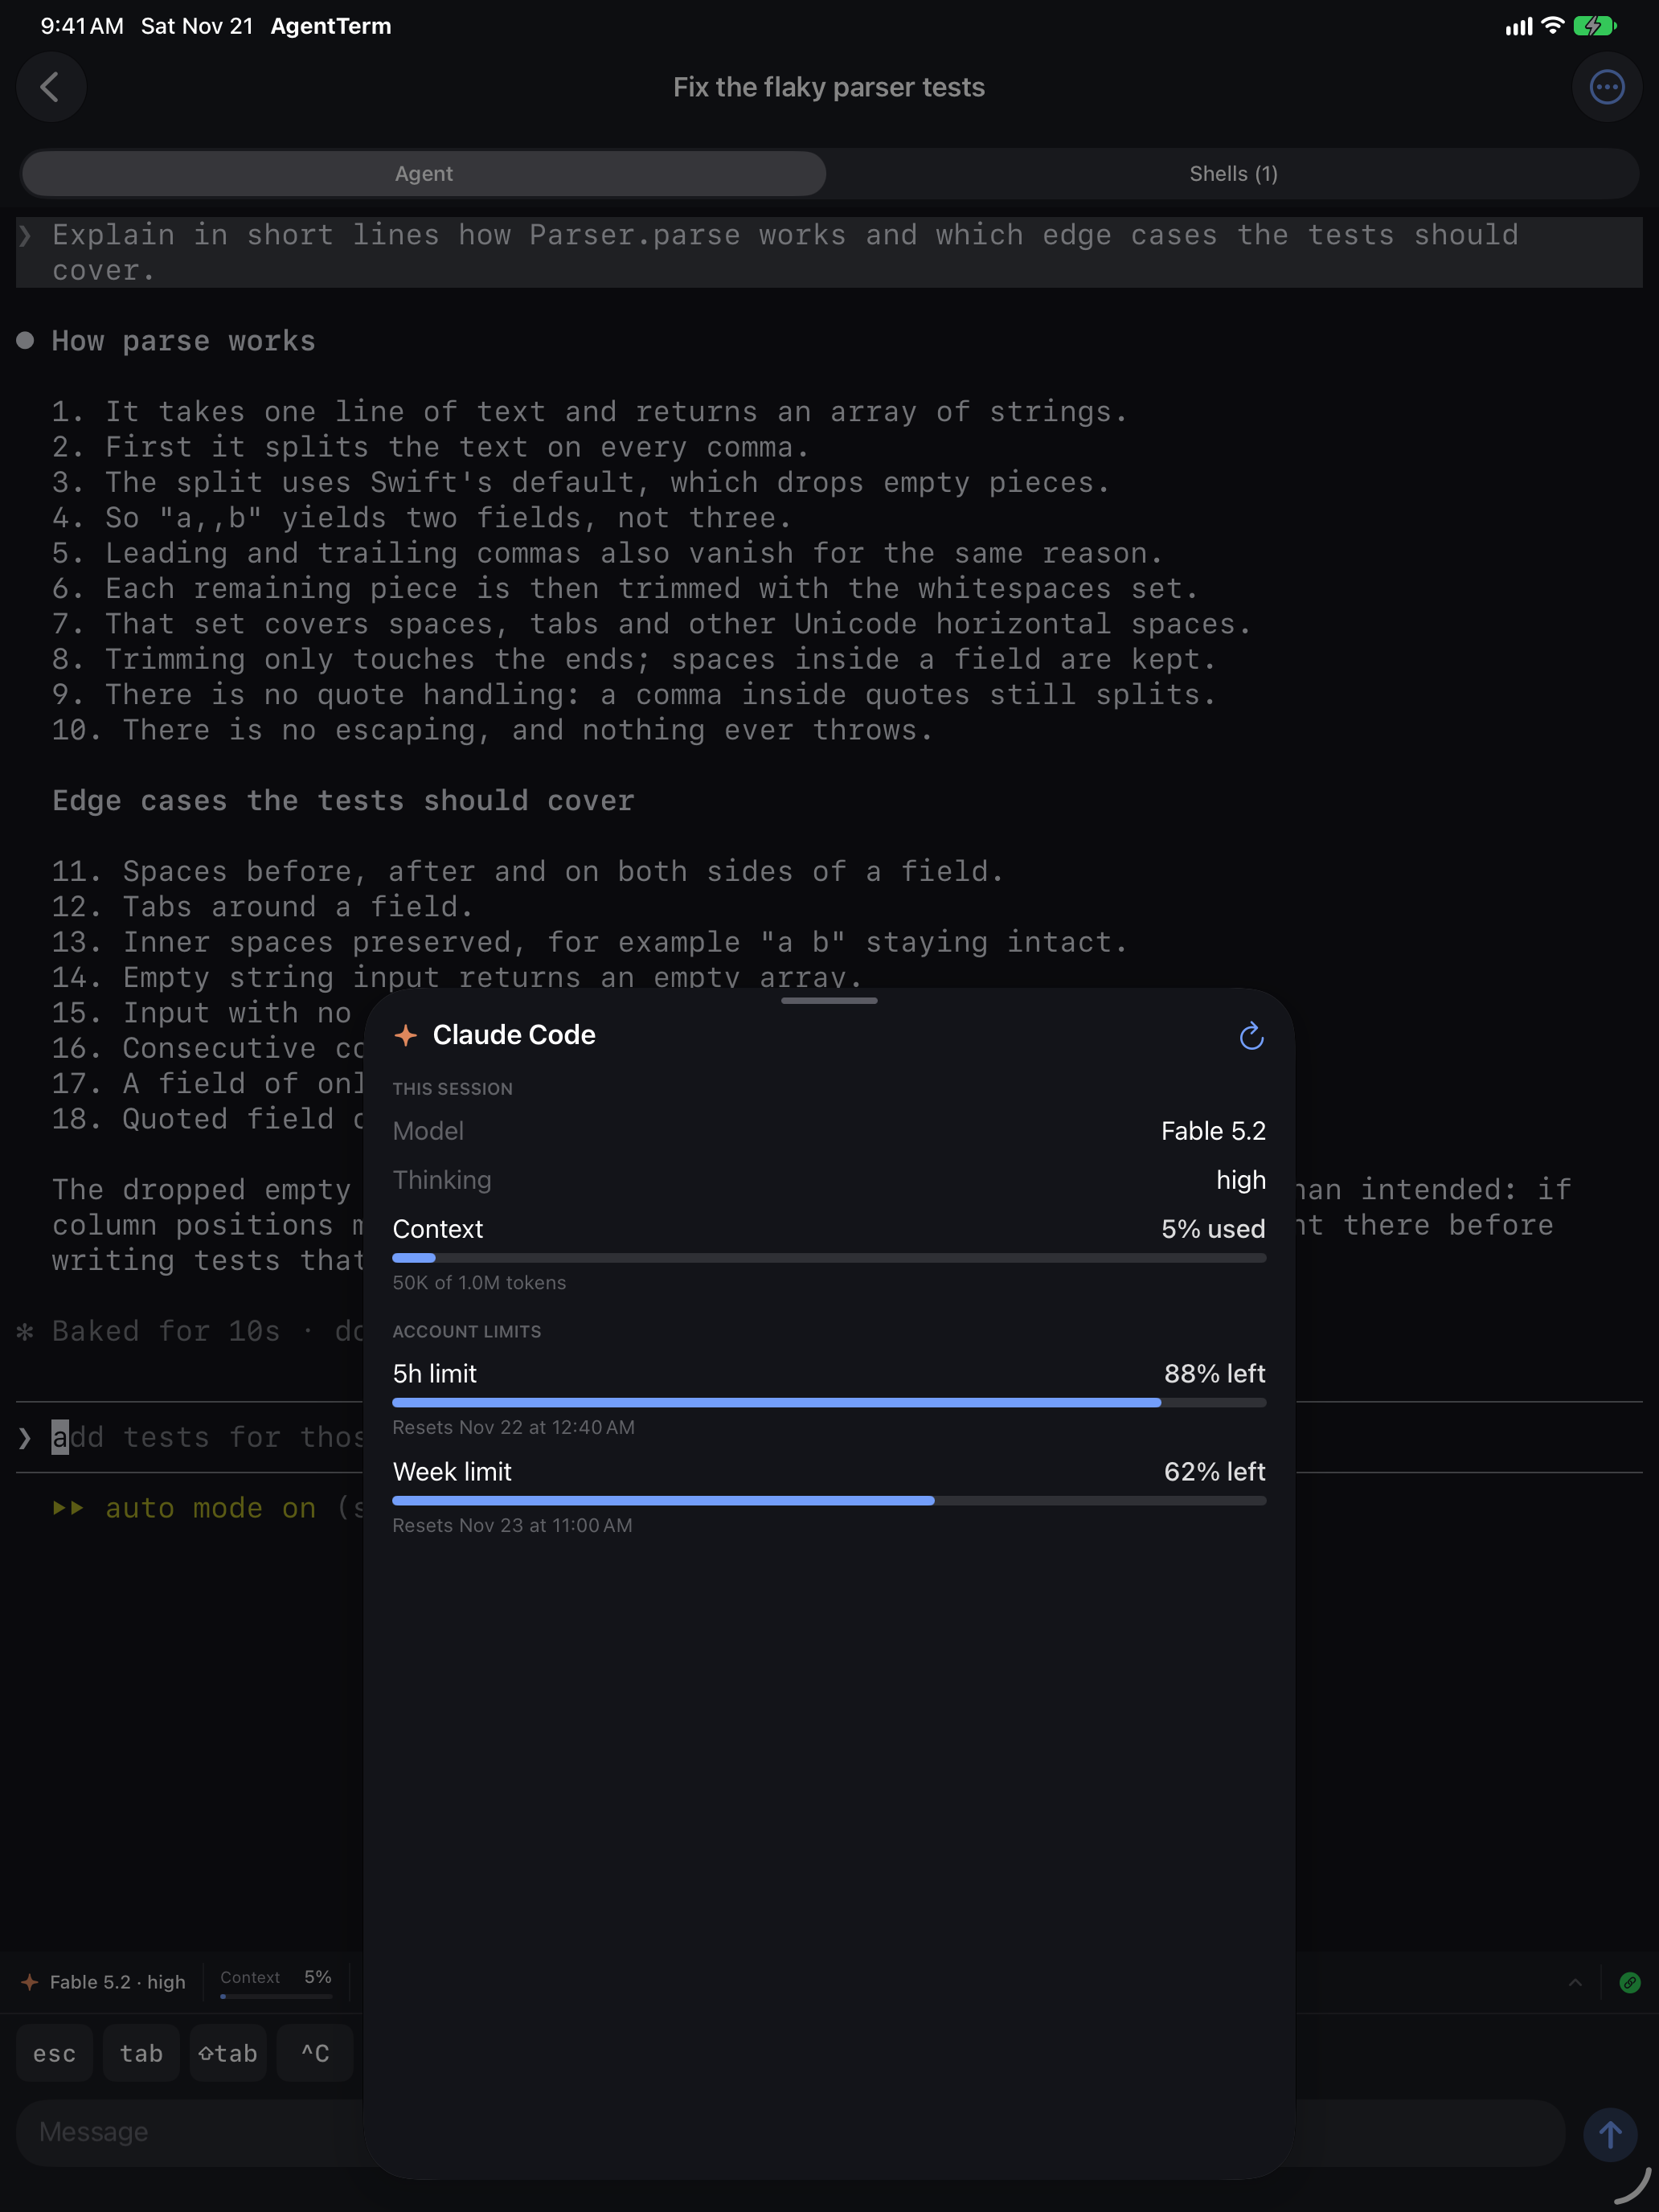 9:41 AM Sat Nov 21 AgentTerm
Fix the flaky parser tests
Agent
Shells (1)
❯ Explain in short lines how Parser.parse works and which edge cases the tests should
cover.
● How parse works
1. It takes one line of text and returns an array of strings.
2. First it splits the text on every comma.
3. The split uses Swift's default, which drops empty pieces.
4. So "a,,b" yields two fields, not three.
5. Leading and trailing commas also vanish for the same reason.
6. Each remaining piece is then trimmed with the whitespaces set.
7. That set covers spaces, tabs and other Unicode horizontal spaces.
8. Trimming only touches the ends; spaces inside a field are kept.
9. There is no quote handling: a comma inside quotes still splits.
10. There is no escaping, and nothing ever throws.
Edge cases the tests should cover
11. Spaces before, after and on both sides of a field.
12. Tabs around a field.
13. Inner spaces preserved, for example "a b" staying intact.
14. Empty string input returns an empty array.
15. Input with no
16. Consecutive
17. A field of
18. Quoted field
The dropped empty
intended: if
column positions
there before
writing tests that
✻ Baked for 10s ·
❯ add tests for
▸▸ auto mode on
Claude Code
THIS SESSION
Model
Fable 5.2
Thinking
high
Context
5% used
50K of 1.0M tokens
ACCOUNT LIMITS
5h limit
88% left
Resets Nov 22 at 12:40 AM
Week limit
62% left
Resets Nov 23 at 11:00 AM
Fable 5.2 · high
Context 5%
esc
tab
⇧tab
^C
Message